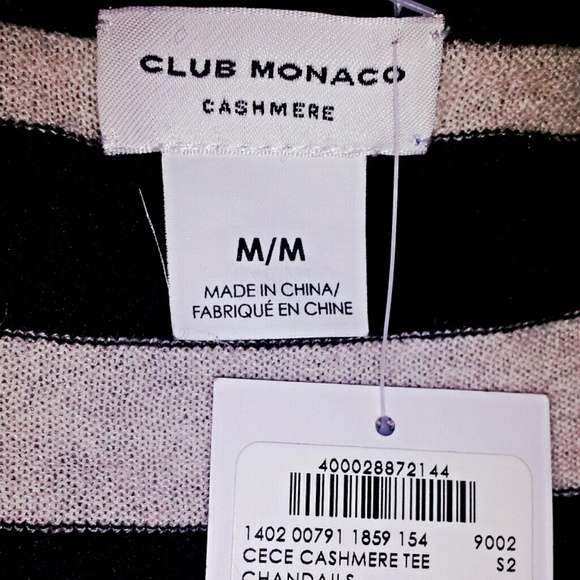 CLUB MONACO
CASHMERE
M/M
MADE IN CHINA/
FABRIQUÉ EN CHINE
400028872144
1402 00791 1859 154 9002
CECE CASHMERE TEE S2
CHANDAILS